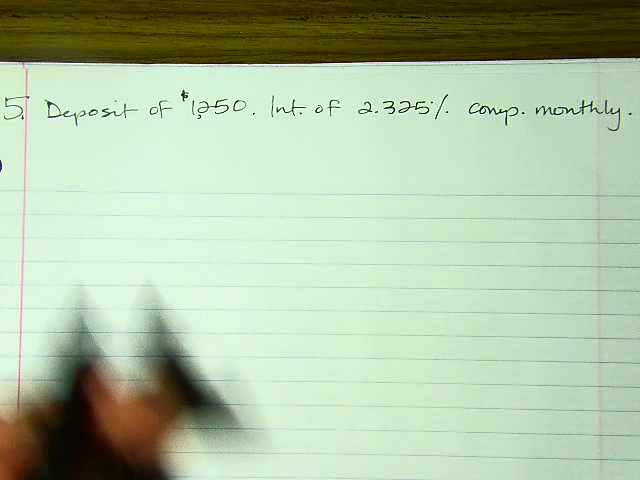 5. Deposit of $1,250. Int. of 2.325%. comp. monthly.